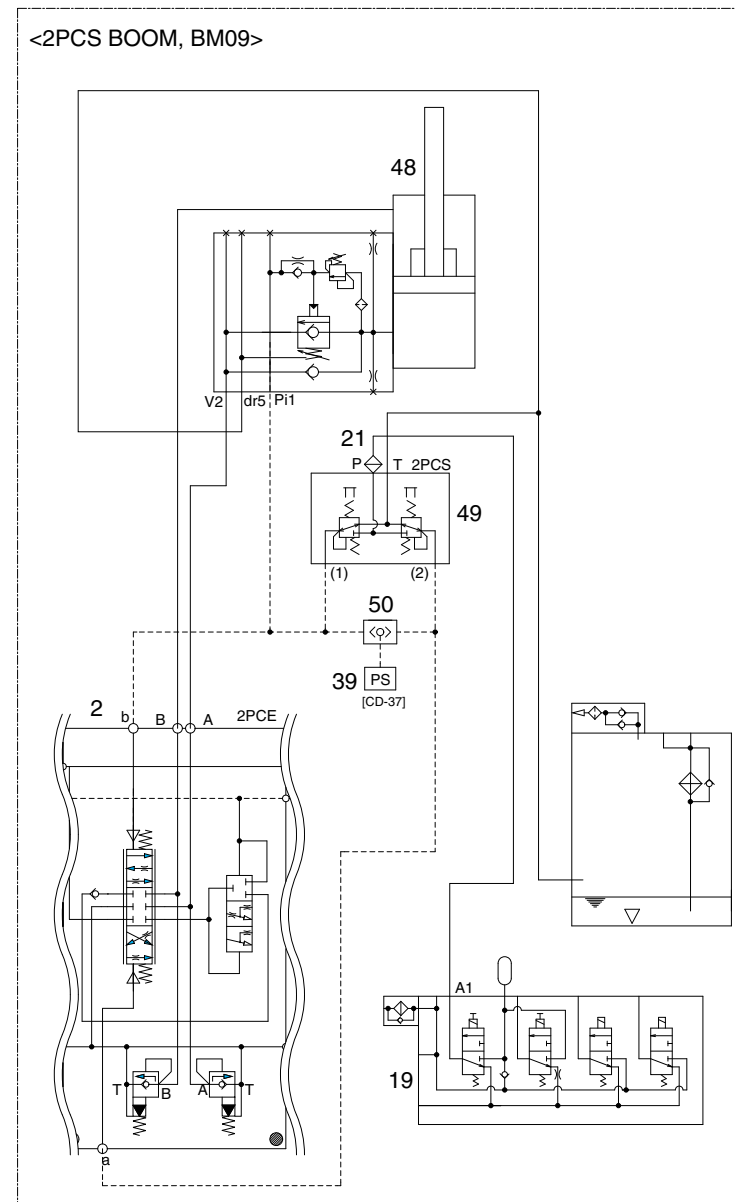 <2PCS BOOM, BM09>
48
V2 dr5 Pi1
21
P T 2PCS
49
(1) (2)
50
39 PS
[CD-37]
2 b B A 2PCE
A1
19
T B A T
a